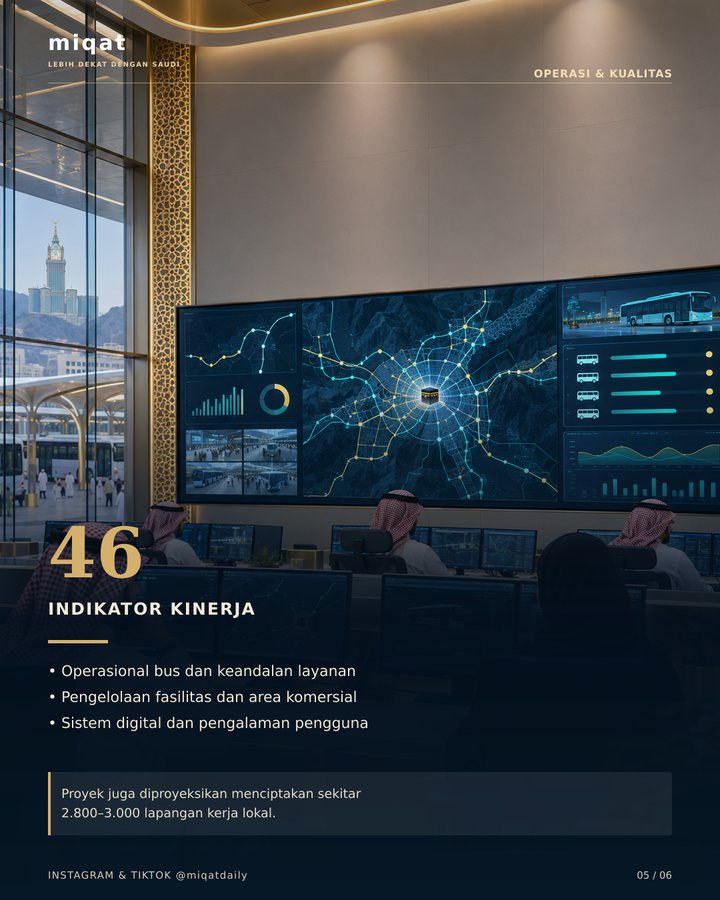 miqat
LEBIH DEKAT DENGAN SAUDI
OPERASI & KUALITAS
46
INDIKATOR KINERJA
• Operasional bus dan keandalan layanan
• Pengelolaan fasilitas dan area komersial
• Sistem digital dan pengalaman pengguna
Proyek juga diproyeksikan menciptakan sekitar
2.800–3.000 lapangan kerja lokal.
INSTAGRAM & TIKTOK @miqatdaily
05 / 06